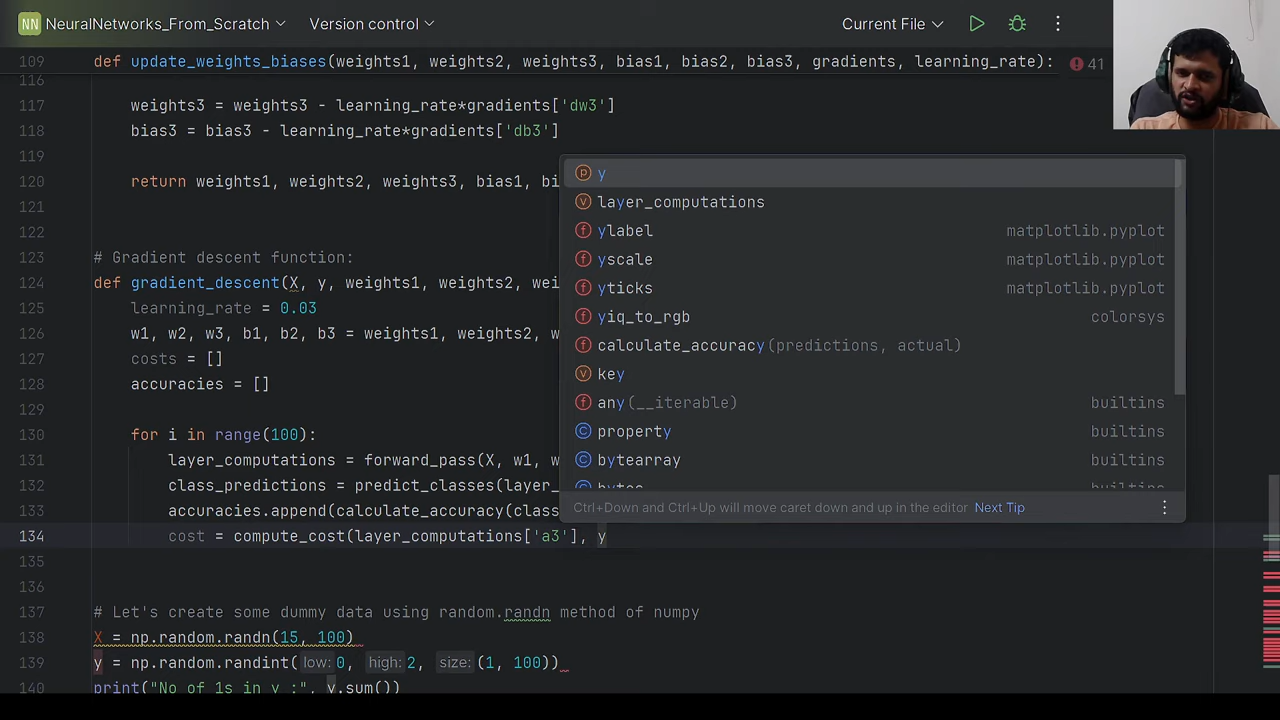 NN NeuralNetworks_From_Scratch Version control Current File
109 def update_weights_biases(weights1, weights2, weights3, bias1, bias2, bias3, gradients, learning_rate): 41
116
117 weights3 = weights3 - learning_rate*gradients['dw3']
118 bias3 = bias3 - learning_rate*gradients['db3']
119
120 return weights1, weights2, weights3, bias1, bi
121
122
123 # Gradient descent function:
124 def gradient_descent(X, y, weights1, weights2, wei
125 learning_rate = 0.03
126 w1, w2, w3, b1, b2, b3 = weights1, weights2, w
127 costs = []
128 accuracies = []
129
130 for i in range(100):
131 layer_computations = forward_pass(X, w1, w
132 class_predictions = predict_classes(layer_
133 accuracies.append(calculate_accuracy(class
134 cost = compute_cost(layer_computations['a3'], y
135
136
137 # Let's create some dummy data using random.randn method of numpy
138 X = np.random.randn(15, 100)
139 y = np.random.randint(low: 0, high: 2, size: (1, 100))
140 print("No of 1s in y :", y.sum())
p y
v layer_computations
f ylabel matplotlib.pyplot
f yscale matplotlib.pyplot
f yticks matplotlib.pyplot
f yiq_to_rgb colorsys
f calculate_accuracy(predictions, actual)
v key
f any(__iterable) builtins
C property builtins
C bytearray builtins
C bytes builtins
Ctrl+Down and Ctrl+Up will move caret down and up in the editor Next Tip